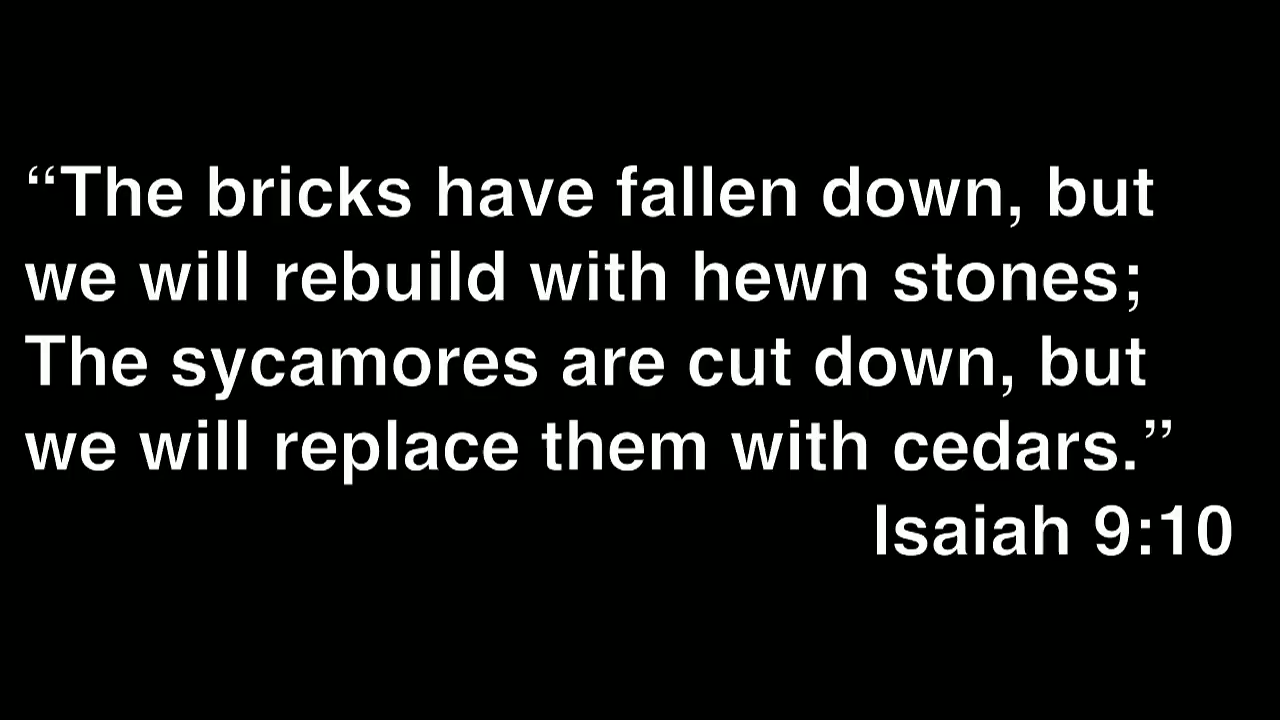 “The bricks have fallen down, but
we will rebuild with hewn stones;
The sycamores are cut down, but
we will replace them with cedars.”
Isaiah 9:10